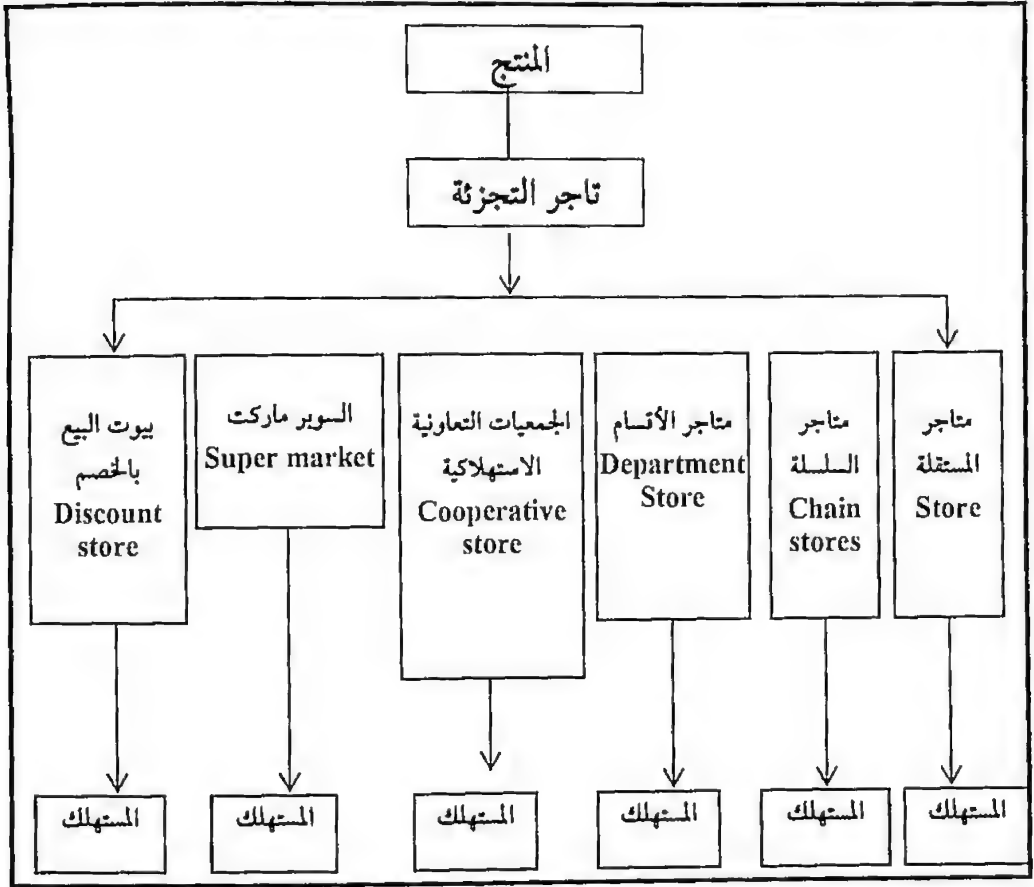 المنتج
تاجر التجزئة
متاجر
المستقلة
Store
متاجر
السلسلة
Chain
stores
متاجر الأقسام
Department
Store
الجمعيات التعاونية
الاستهلاكية
Cooperative
store
السوبر ماركت
Super market
بيوت البيع
بالخصم
Discount
store
المستهلك
المستهلك
المستهلك
المستهلك
المستهلك
المستهلك